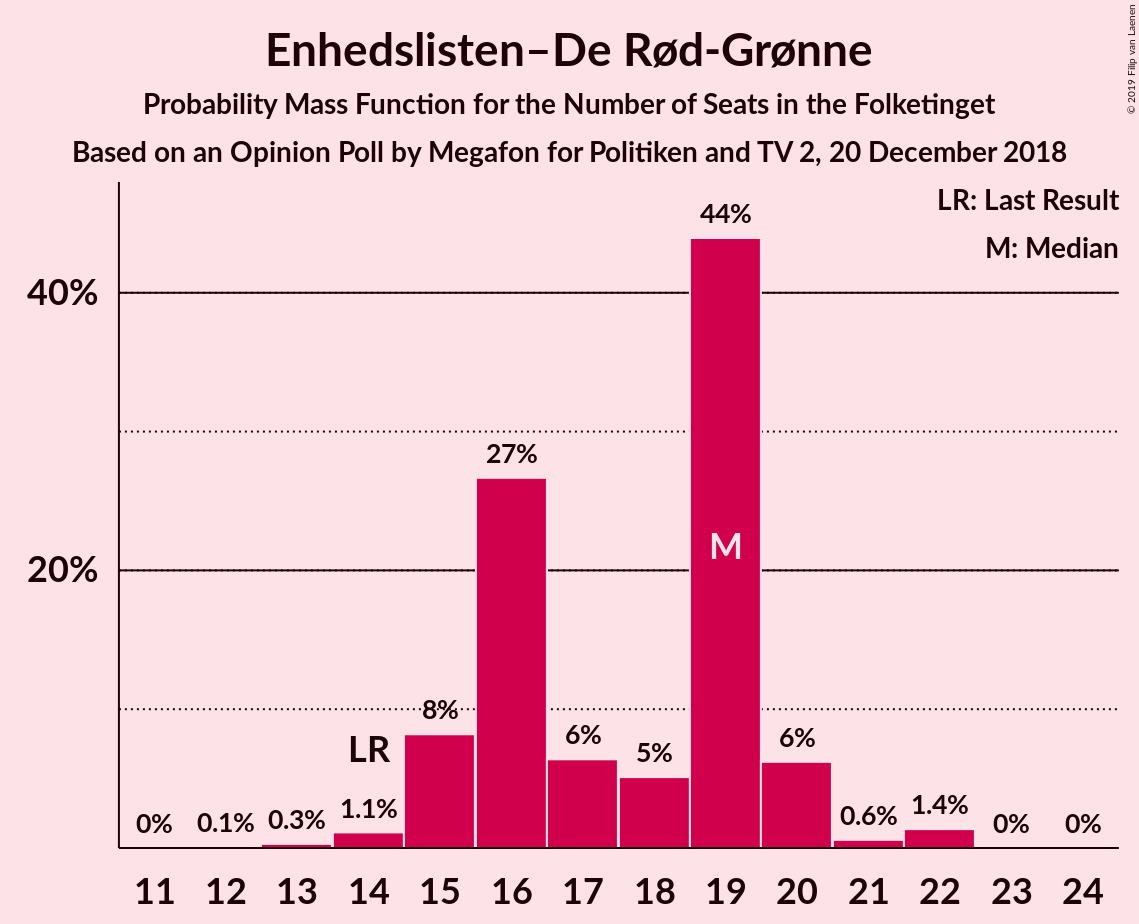 Enhedslisten–De Rød-Grønne
Probability Mass Function for the Number of Seats in the Folketinget
Based on an Opinion Poll by Megafon for Politiken and TV 2, 20 December 2018
© 2019 Filip van Laenen
LR: Last Result
M: Median
40%
20%
0%
0.1%
0.3%
1.1%
LR
8%
27%
6%
5%
44%
M
6%
0.6%
1.4%
0%
0%
11 12 13 14 15 16 17 18 19 20 21 22 23 24